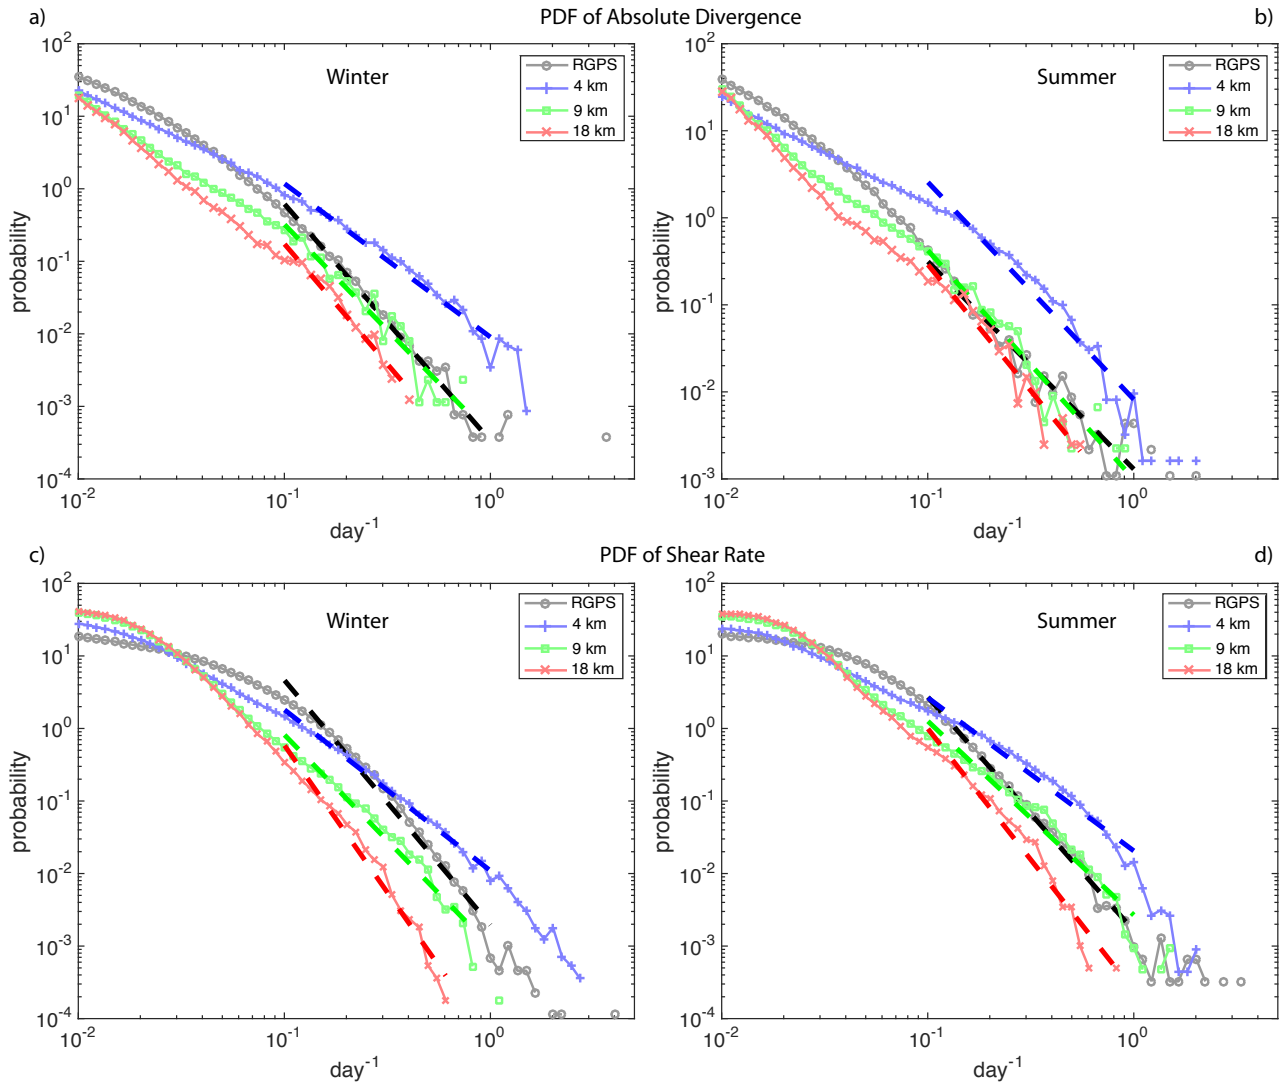 a)
PDF of Absolute Divergence
b)
10^2
10^1
10^0
10^-1
10^-2
10^-3
10^-4
probability
Winter
RGPS
4 km
9 km
18 km
10^-2
10^-1
10^0
day^-1
10^2
10^1
10^0
10^-1
10^-2
10^-3
probability
Summer
RGPS
4 km
9 km
18 km
10^-2
10^-1
10^0
day^-1
c)
PDF of Shear Rate
d)
10^2
10^1
10^0
10^-1
10^-2
10^-3
10^-4
probability
Winter
RGPS
4 km
9 km
18 km
10^-2
10^-1
10^0
day^-1
10^2
10^1
10^0
10^-1
10^-2
10^-3
10^-4
probability
Summer
RGPS
4 km
9 km
18 km
10^-2
10^-1
10^0
day^-1